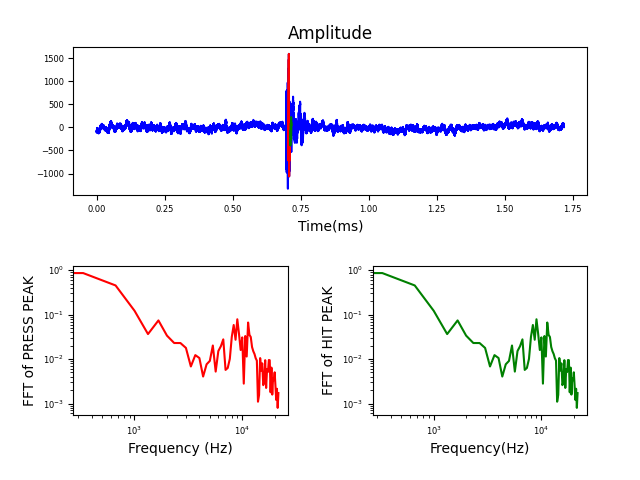 Amplitude
1500
1000
500
0
−500
−1000
0.00 0.25 0.50 0.75 1.00 1.25 1.50 1.75
Time(ms)
FFT of PRESS PEAK
10⁰
10⁻¹
10⁻²
10⁻³
10³ 10⁴
Frequency (Hz)
FFT of HIT PEAK
10⁰
10⁻¹
10⁻²
10⁻³
10³ 10⁴
Frequency(Hz)